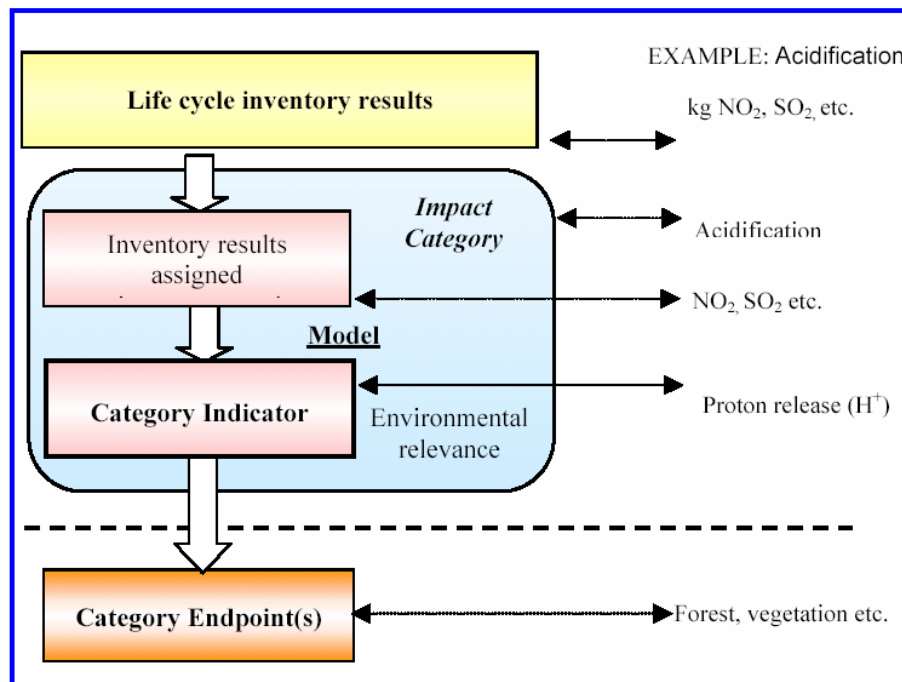 EXAMPLE: Acidification
Life cycle inventory results
kg NO₂, SO₂, etc.
Impact
Category
Acidification
Inventory results
assigned
NO₂, SO₂ etc.
Model
Category Indicator
Environmental
relevance
Proton release (H⁺)
Category Endpoint(s)
Forest, vegetation etc.